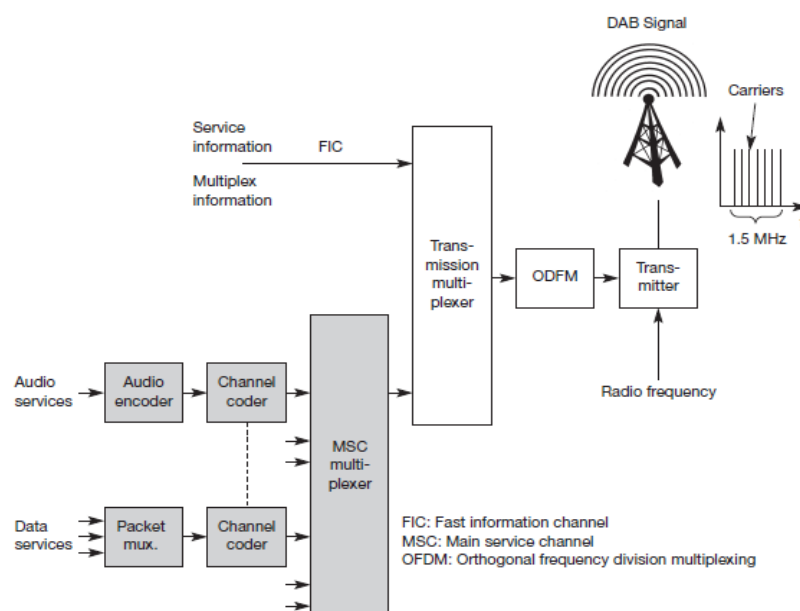 DAB Signal
Carriers
Service
information
FIC
Multiplex
information
1.5 MHz
Trans-
mission
multi-
plexer
ODFM
Trans-
mitter
Radio frequency
Audio
services
Audio
encoder
Channel
coder
MSC
multi-
plexer
Data
services
Packet
mux.
Channel
coder
FIC: Fast information channel
MSC: Main service channel
OFDM: Orthogonal frequency division multiplexing